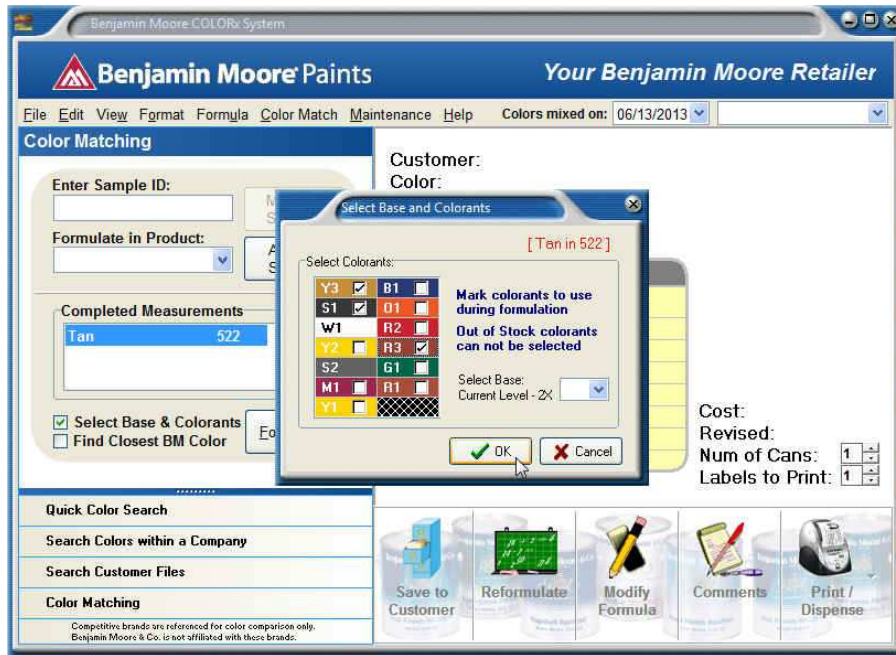 Benjamin Moore COLORx System
Benjamin Moore® Paints
Your Benjamin Moore Retailer
File Edit View Format Formula Color Match Maintenance Help Colors mixed on: 06/13/2013
Color Matching
Customer:
Color:
Enter Sample ID:
Formulate in Product:
Completed Measurements
Tan 522
Select Base & Colorants
Find Closest BM Color
Select Base and Colorants
[ Tan in 522 ]
Select Colorants:
Y3 B1
S1 O1
W1 R2
Y2 R3
S2 G1
M1 R1
Y1
Mark colorants to use
during formulation
Out of Stock colorants
can not be selected
Select Base:
Current Level - 2X
OK Cancel
Cost:
Revised:
Num of Cans: 1
Labels to Print: 1
Quick Color Search
Search Colors within a Company
Search Customer Files
Color Matching
Competitive brands are referenced for color comparison only.
Benjamin Moore & Co. is not affiliated with these brands.
Save to
Customer
Reformulate
Modify
Formula
Comments
Print /
Dispense